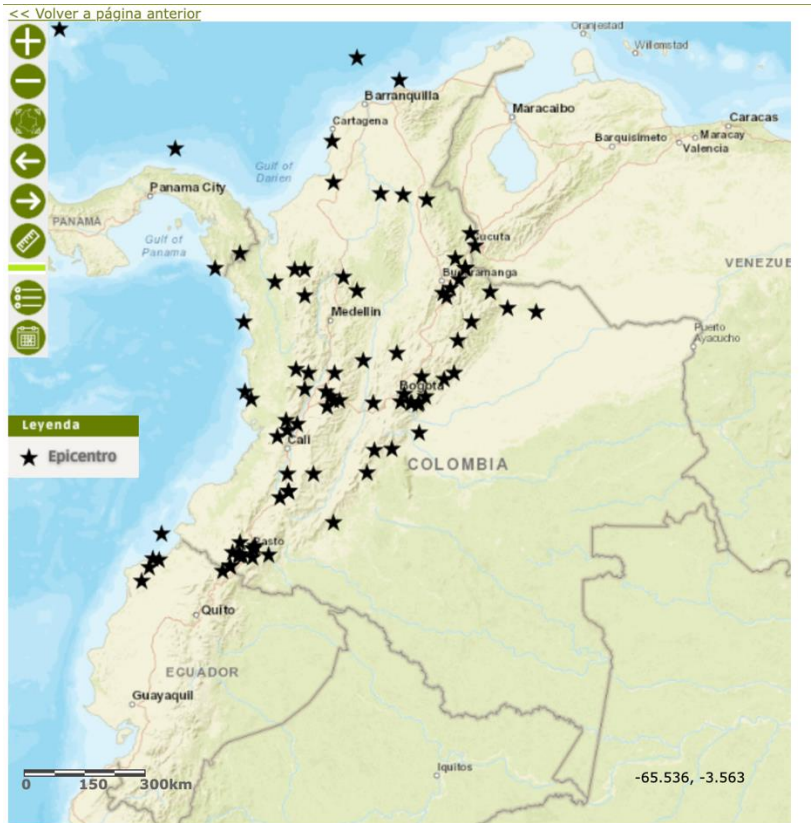 << Volver a página anterior
Oranjestad
Willemstad
Barranquilla
Cartagena
Maracaibo
Caracas
Barquisimeto
Maracay
Valencia
Gulf of
Darien
Panama City
PANAMA
Gulf of
Panama
Cucuta
Bucaramanga
VENEZUE
Medellin
Puerto
Ayacucho
Bogota
Leyenda
Epicentro
Cali
COLOMBIA
Pasto
Quito
ECUADOR
Guayaquil
Iquitos
0 150 300km
-65.536, -3.563